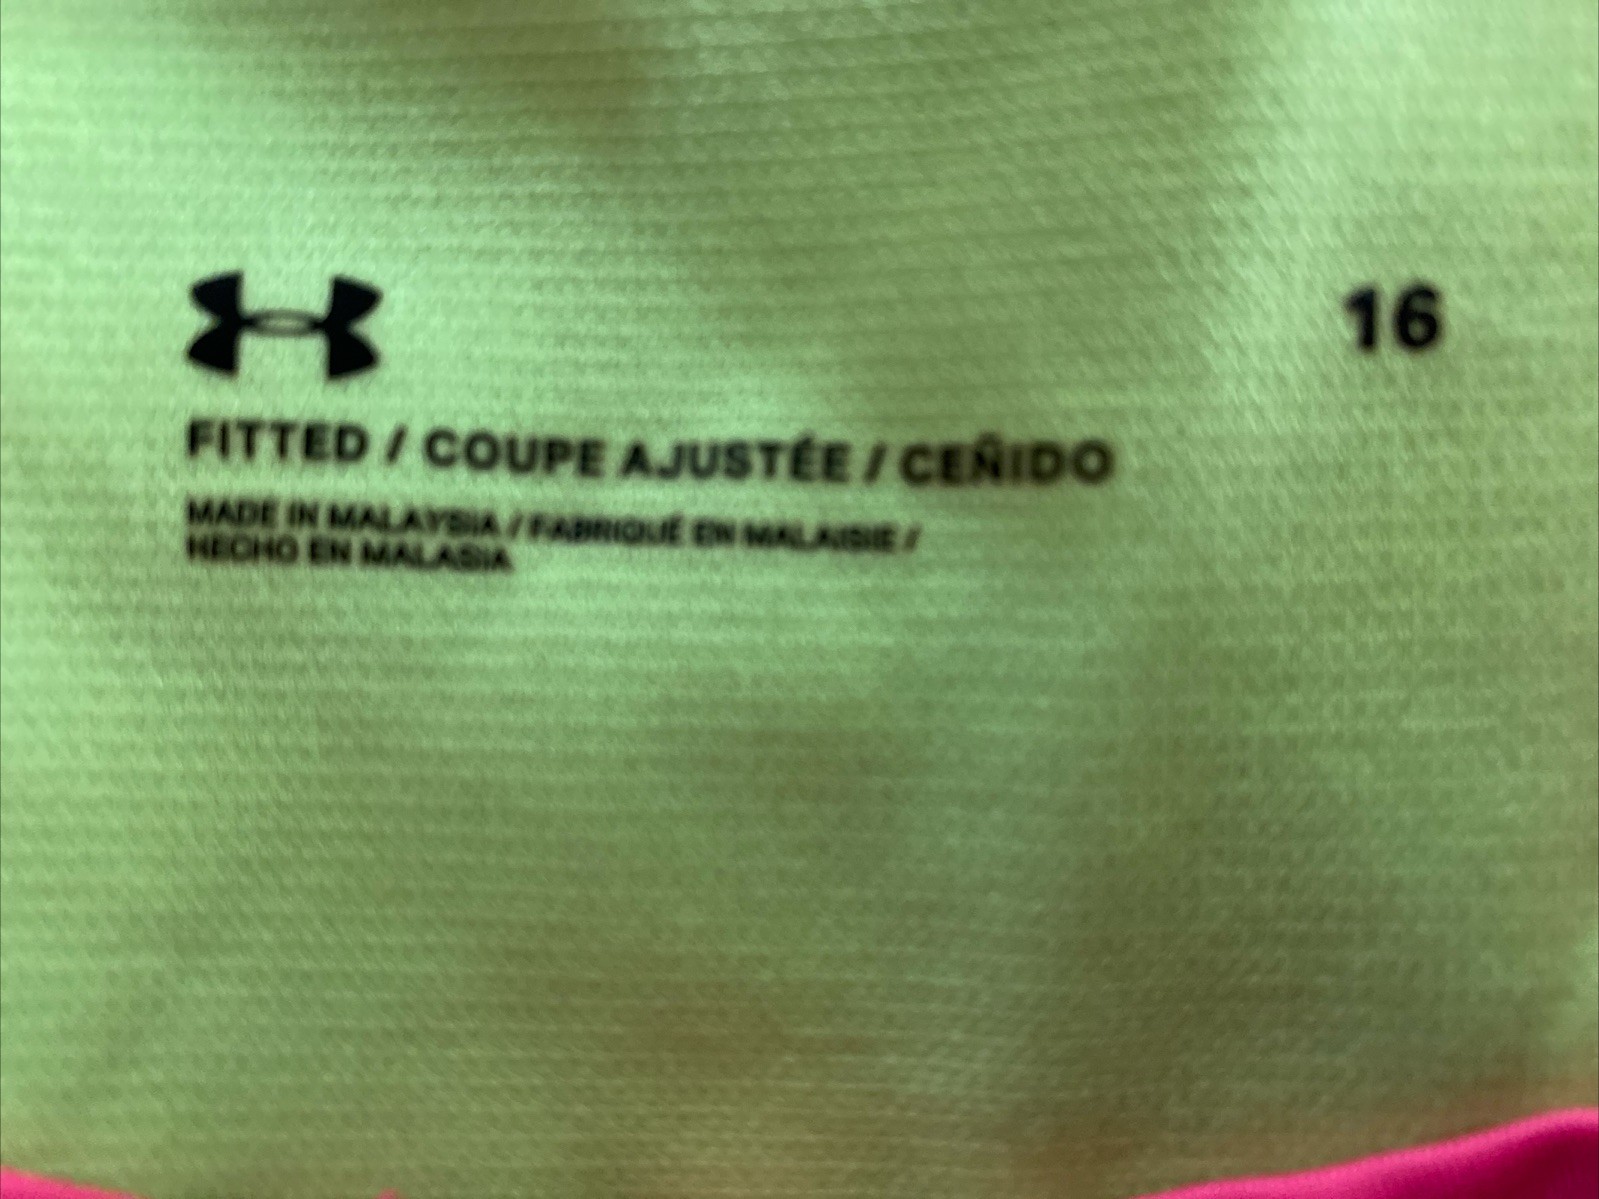 16
FITTED / COUPE AJUSTÉE / CEÑIDO
MADE IN MALAYSIA / FABRIQUÉ EN MALAISIE /
HECHO EN MALASIA